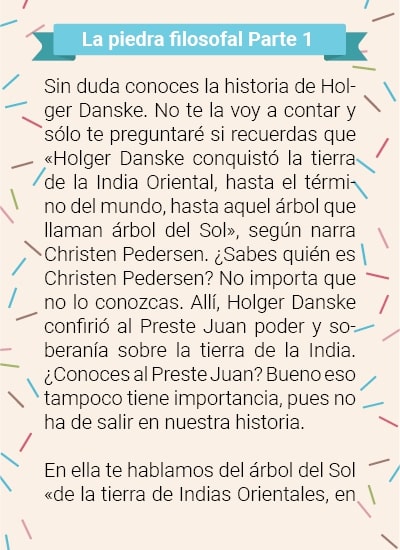 La piedra filosofal Parte 1
Sin duda conoces la historia de Hol-
ger Danske. No te la voy a contar y
sólo te preguntaré si recuerdas que
«Holger Danske conquistó la tierra
de la India Oriental, hasta el térmi-
no del mundo, hasta aquel árbol que
llaman árbol del Sol», según narra
Christen Pedersen. ¿Sabes quién es
Christen Pedersen? No importa que
no lo conozcas. Allí, Holger Danske
confirió al Preste Juan poder y so-
beranía sobre la tierra de la India.
¿Conoces al Preste Juan? Bueno eso
tampoco tiene importancia, pues no
ha de salir en nuestra historia.
En ella te hablamos del árbol del Sol
«de la tierra de Indias Orientales, en